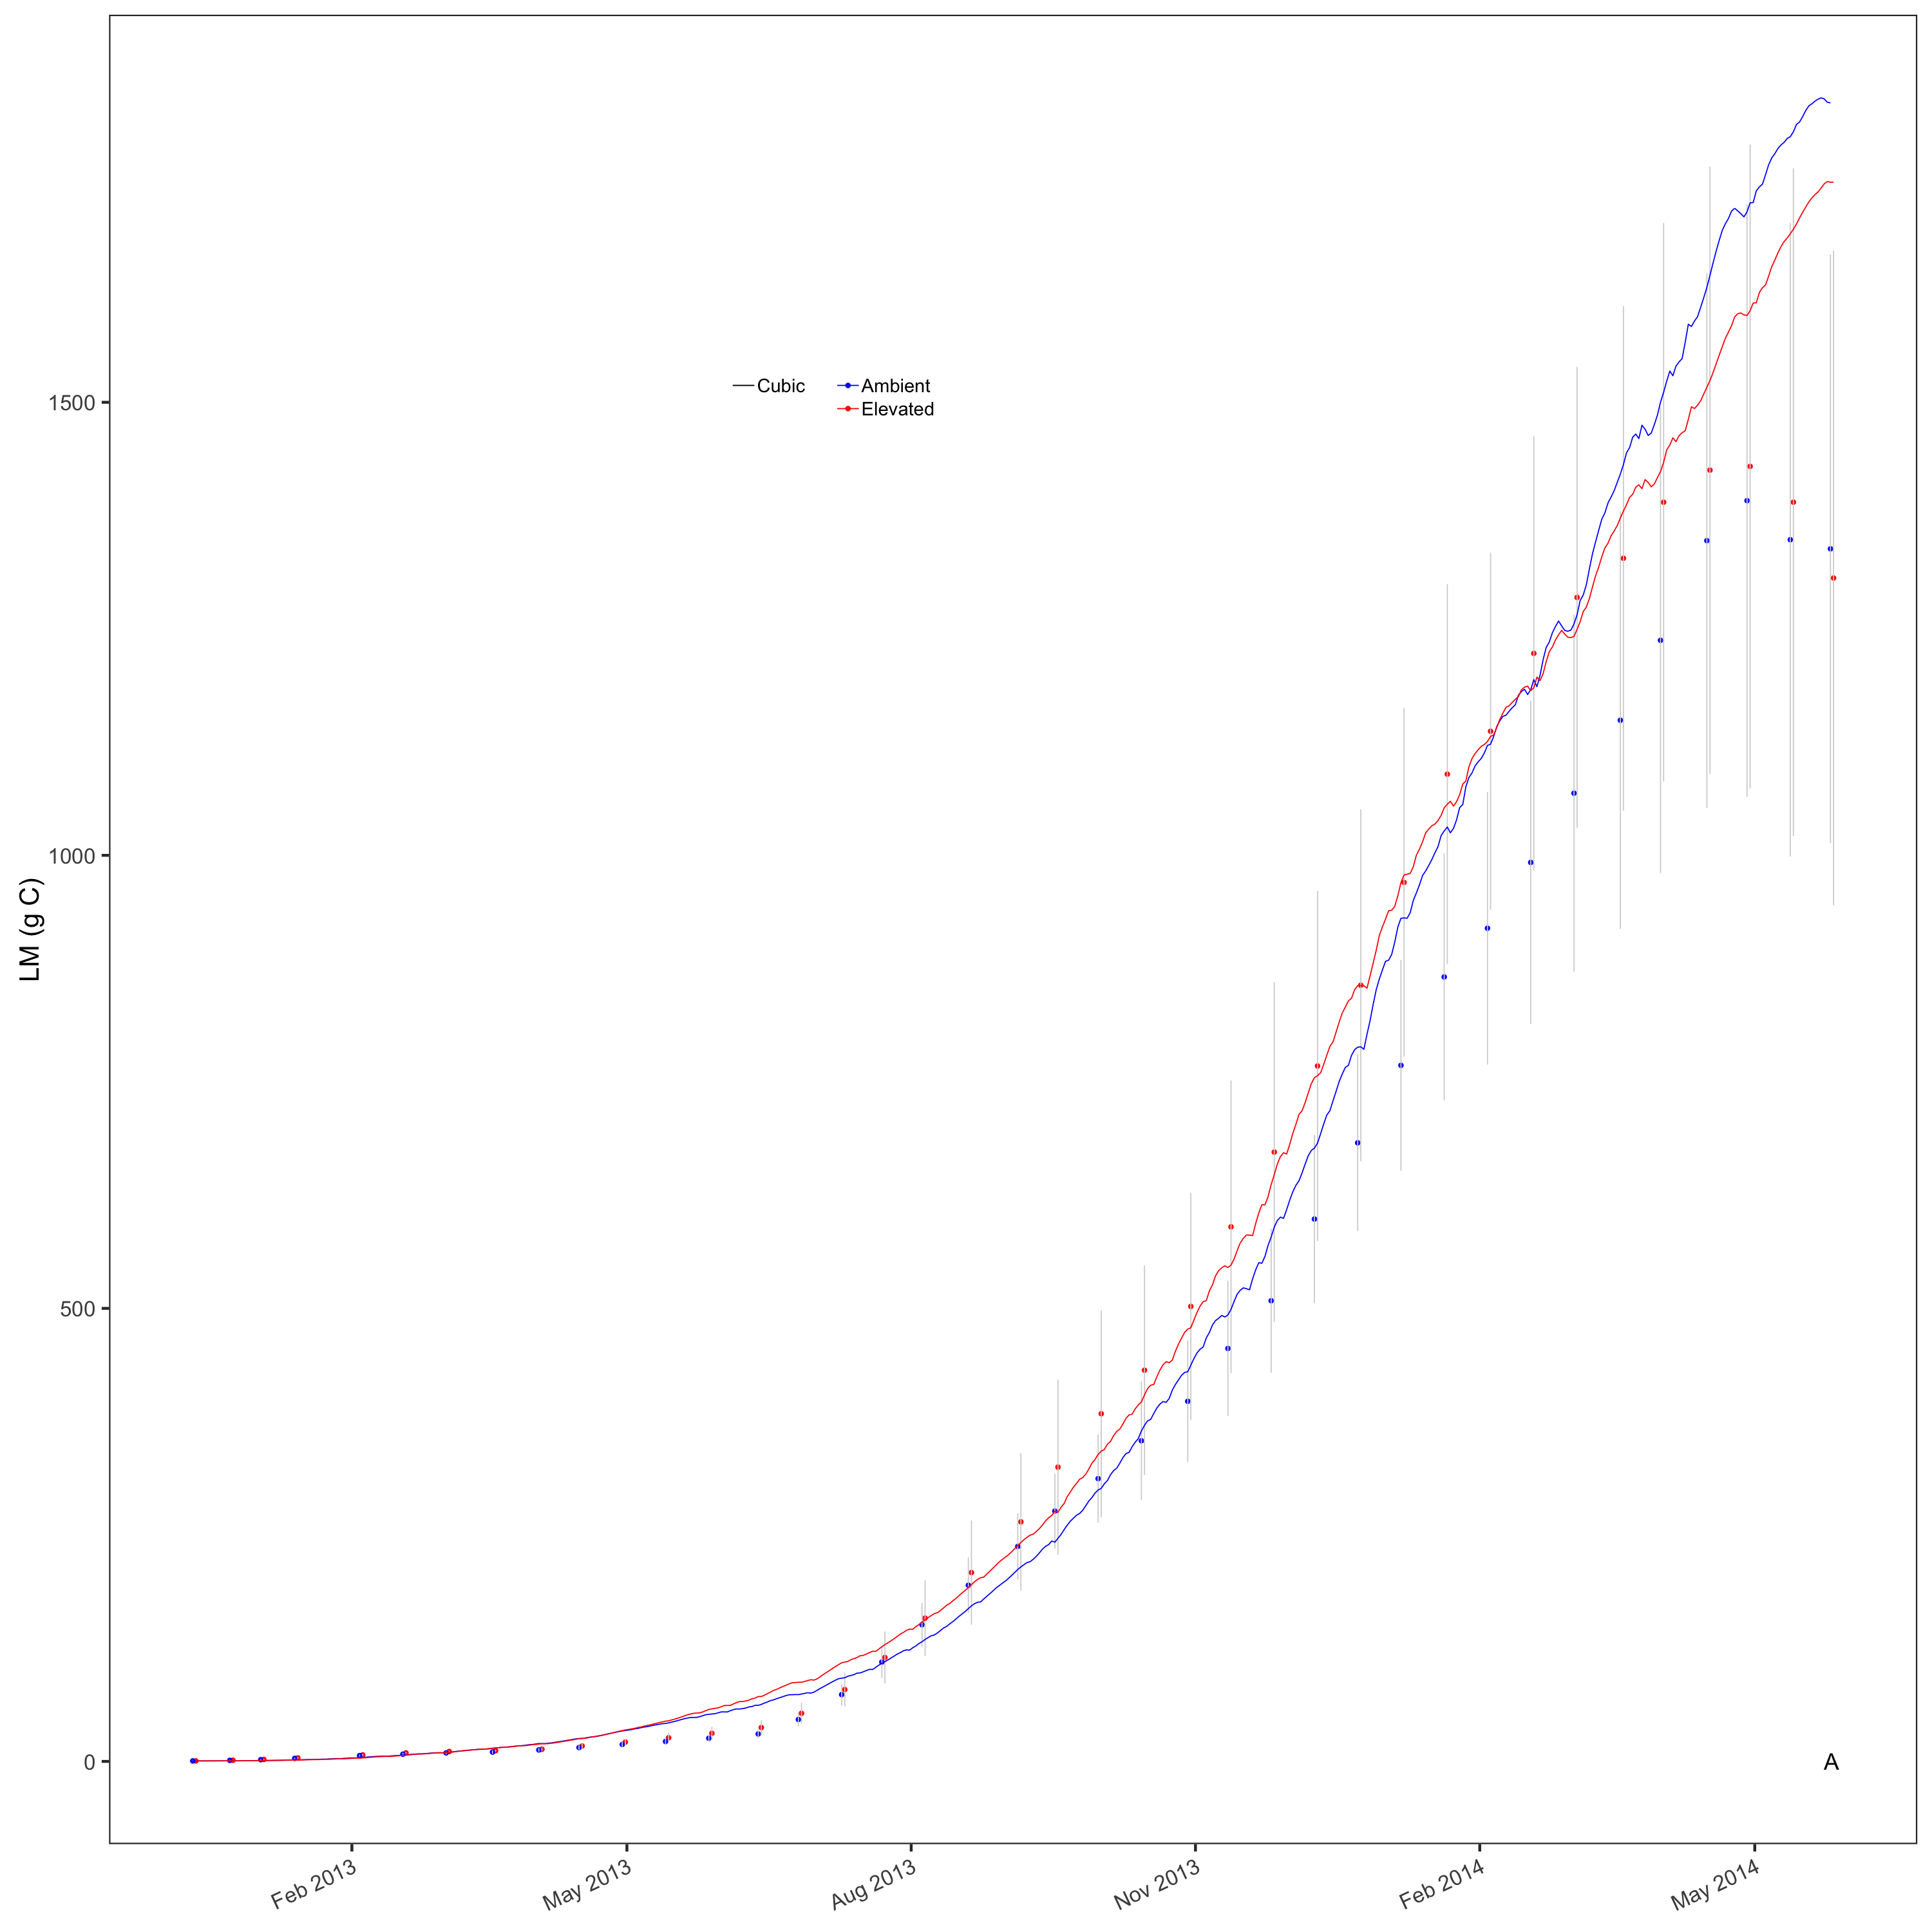 LM (g C)
1500
1000
500
0
Cubic
Ambient
Elevated
A
Feb 2013
May 2013
Aug 2013
Nov 2013
Feb 2014
May 2014